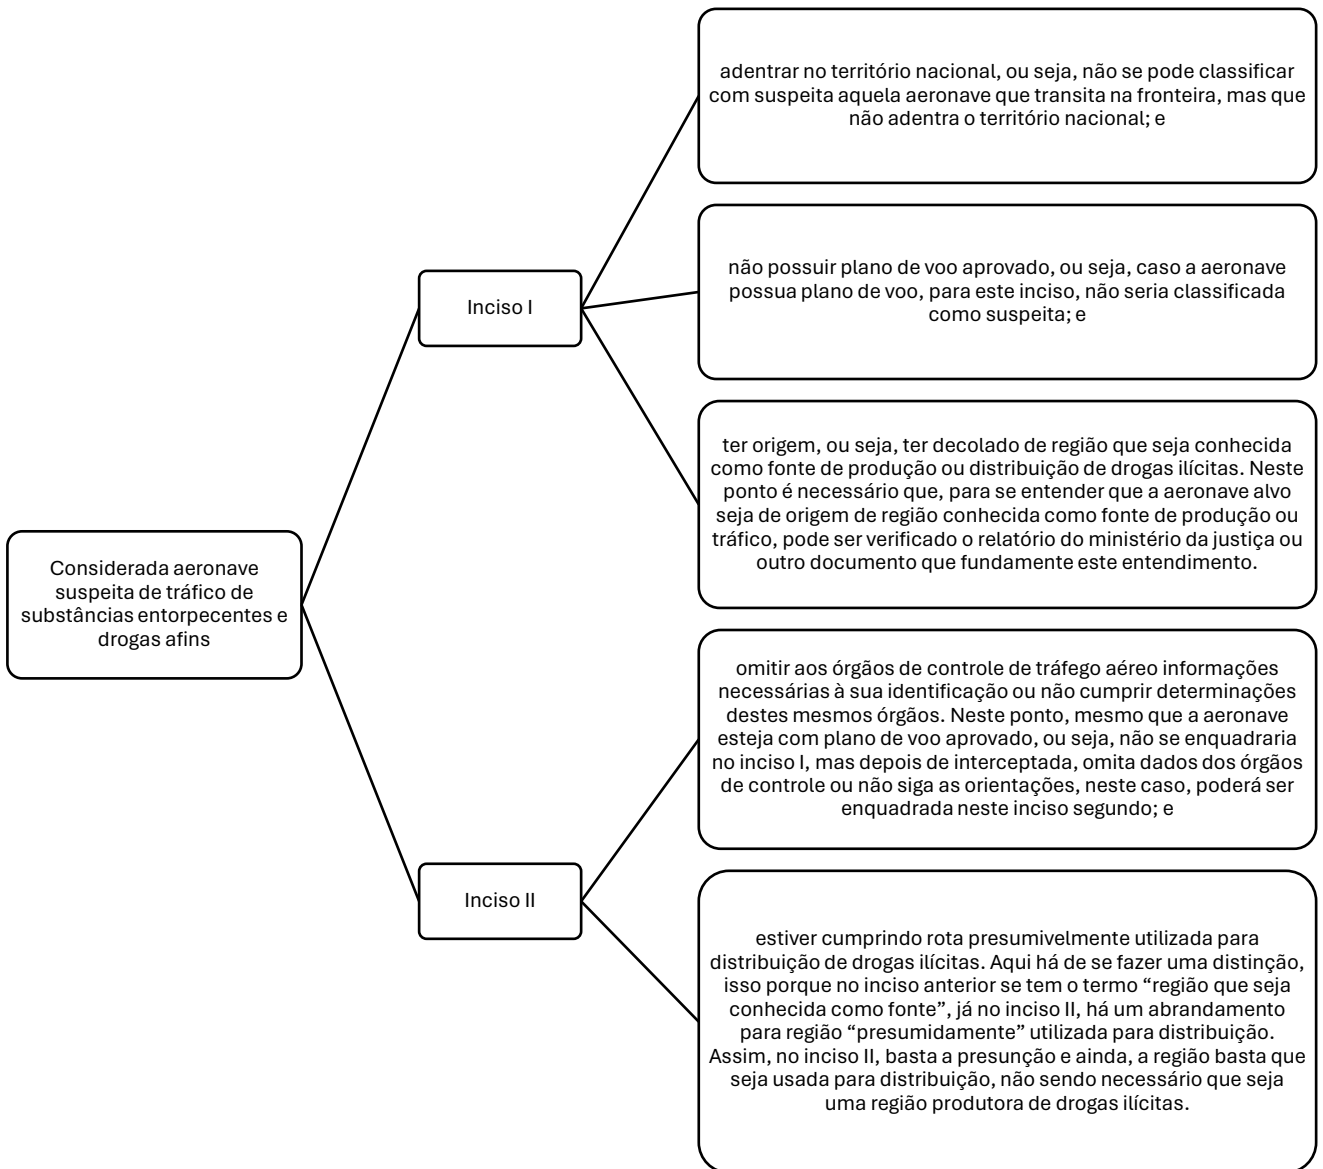 Considerada aeronave
suspeita de tráfico de
substâncias entorpecentes e
drogas afins
Inciso I
adentrar no território nacional, ou seja, não se pode classificar
com suspeita aquela aeronave que transita na fronteira, mas que
não adentra o território nacional; e
não possuir plano de voo aprovado, ou seja, caso a aeronave
possua plano de voo, para este inciso, não seria classificada
como suspeita; e
ter origem, ou seja, ter decolado de região que seja conhecida
como fonte de produção ou distribuição de drogas ilícitas. Neste
ponto é necessário que, para se entender que a aeronave alvo
seja de origem de região conhecida como fonte de produção ou
tráfico, pode ser verificado o relatório do ministério da justiça ou
outro documento que fundamente este entendimento.
Inciso II
omitir aos órgãos de controle de tráfego aéreo informações
necessárias à sua identificação ou não cumprir determinações
destes mesmos órgãos. Neste ponto, mesmo que a aeronave
esteja com plano de voo aprovado, ou seja, não se enquadraria
no inciso I, mas depois de interceptada, omita dados dos órgãos
de controle ou não siga as orientações, neste caso, poderá ser
enquadrada neste inciso segundo; e
estiver cumprindo rota presumivelmente utilizada para
distribuição de drogas ilícitas. Aqui há de se fazer uma distinção,
isso porque no inciso anterior se tem o termo “região que seja
conhecida como fonte”, já no inciso II, há um abrandamento
para região “presumidamente” utilizada para distribuição.
Assim, no inciso II, basta a presunção e ainda, a região basta que
seja usada para distribuição, não sendo necessário que seja
uma região produtora de drogas ilícitas.